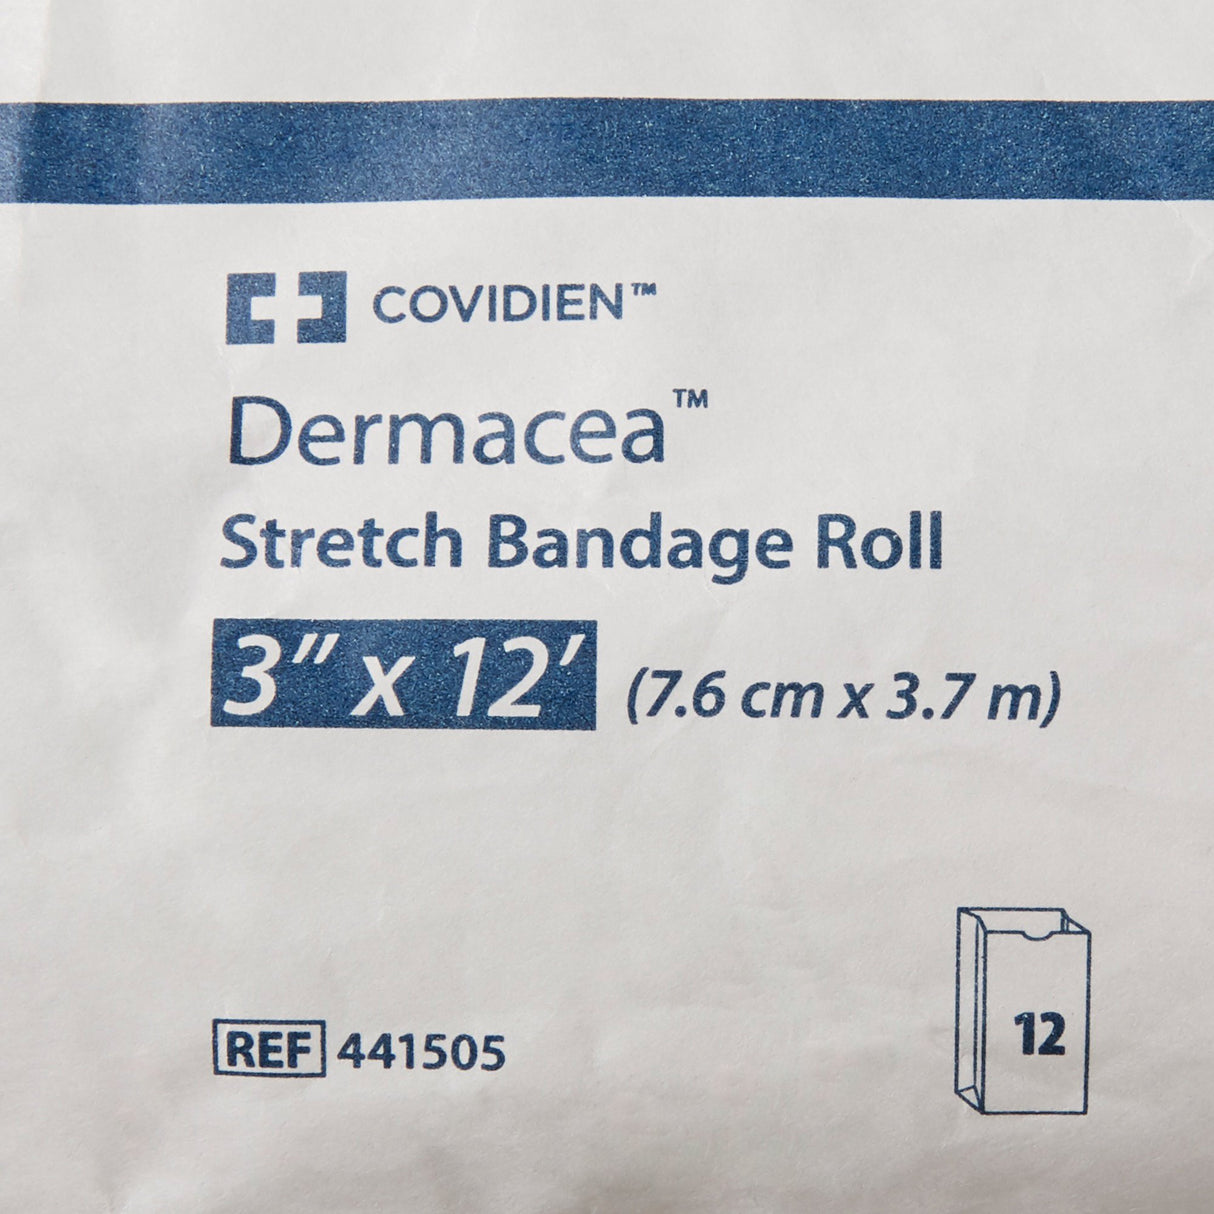 COVIDIEN™
Dermacea™
Stretch Bandage Roll
3" x 12' (7.6 cm x 3.7 m)
12
REF 441505